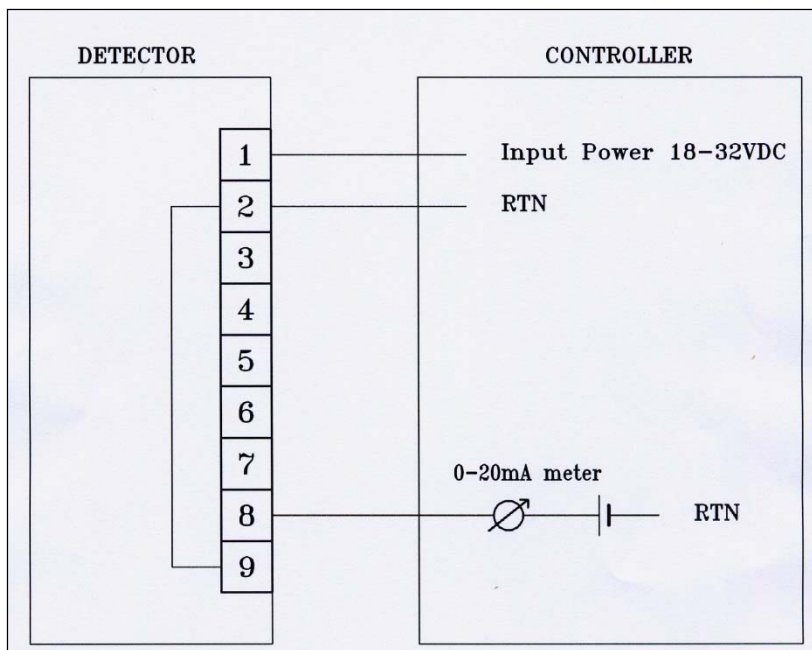 DETECTOR
CONTROLLER
1
Input Power 18-32VDC
2
RTN
3
4
5
6
7
0-20mA meter
8
RTN
9